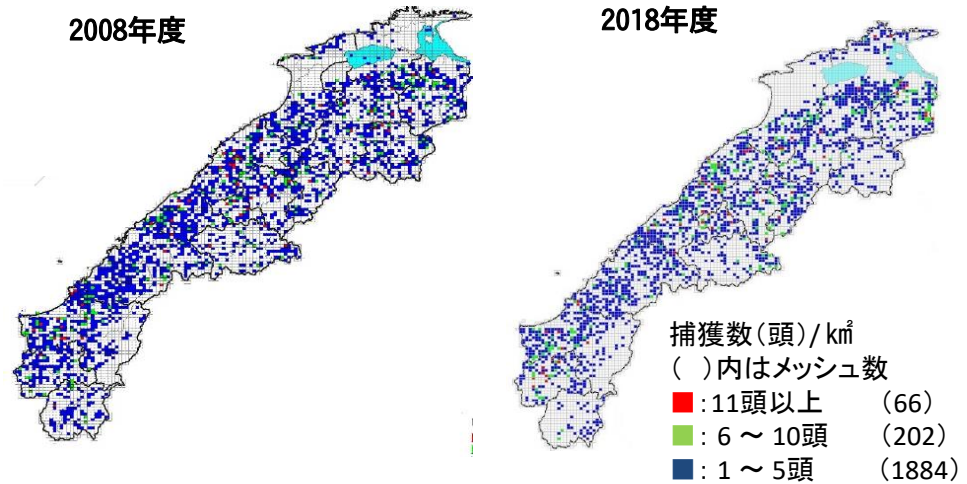 2008年度
2018年度
捕獲数(頭)/㎢
( )内はメッシュ数
■:11頭以上 (66)
■:6 ~ 10頭 (202)
■:1 ~ 5頭 (1884)